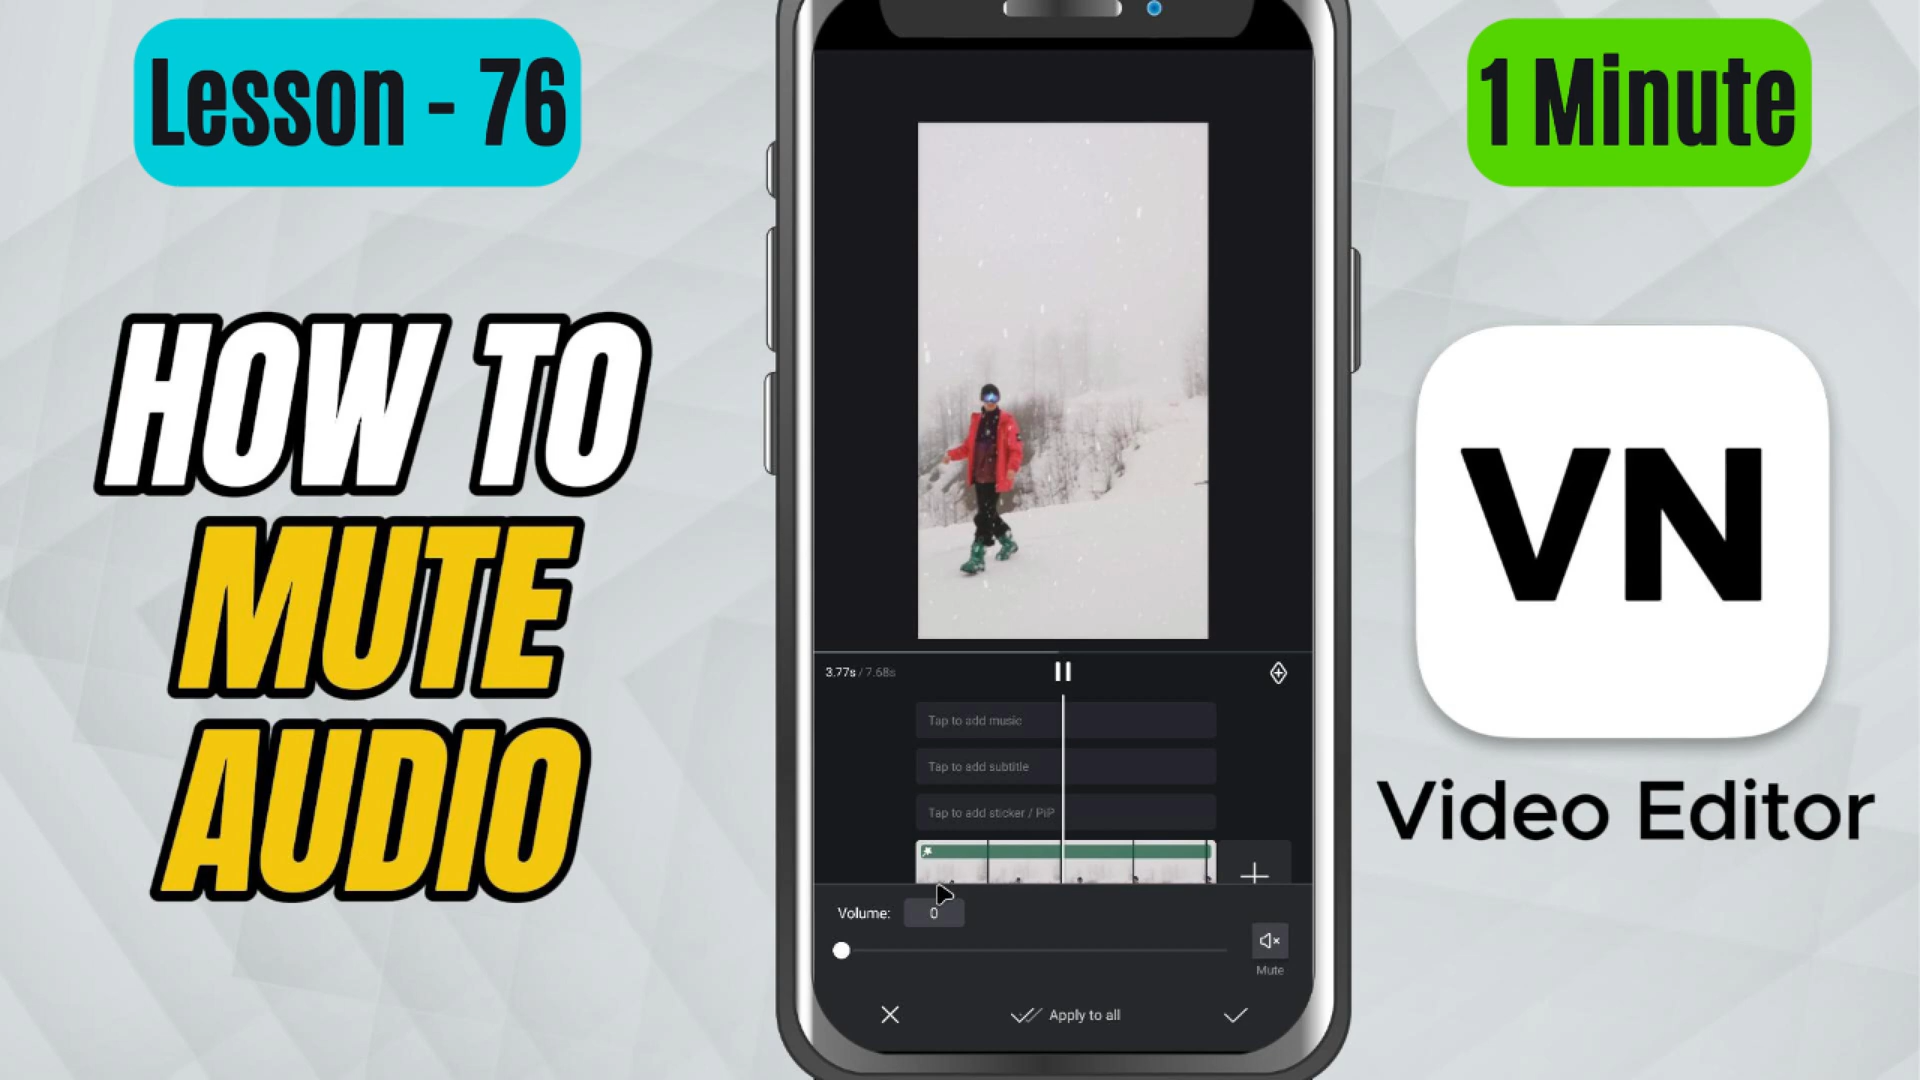 Lesson - 76
1 Minute
HOW TO
MUTE
AUDIO
VN
Video Editor
3.77s / 7.68s
Tap to add music
Tap to add subtitle
Tap to add sticker / PiP
Volume: 0
Mute
Apply to all